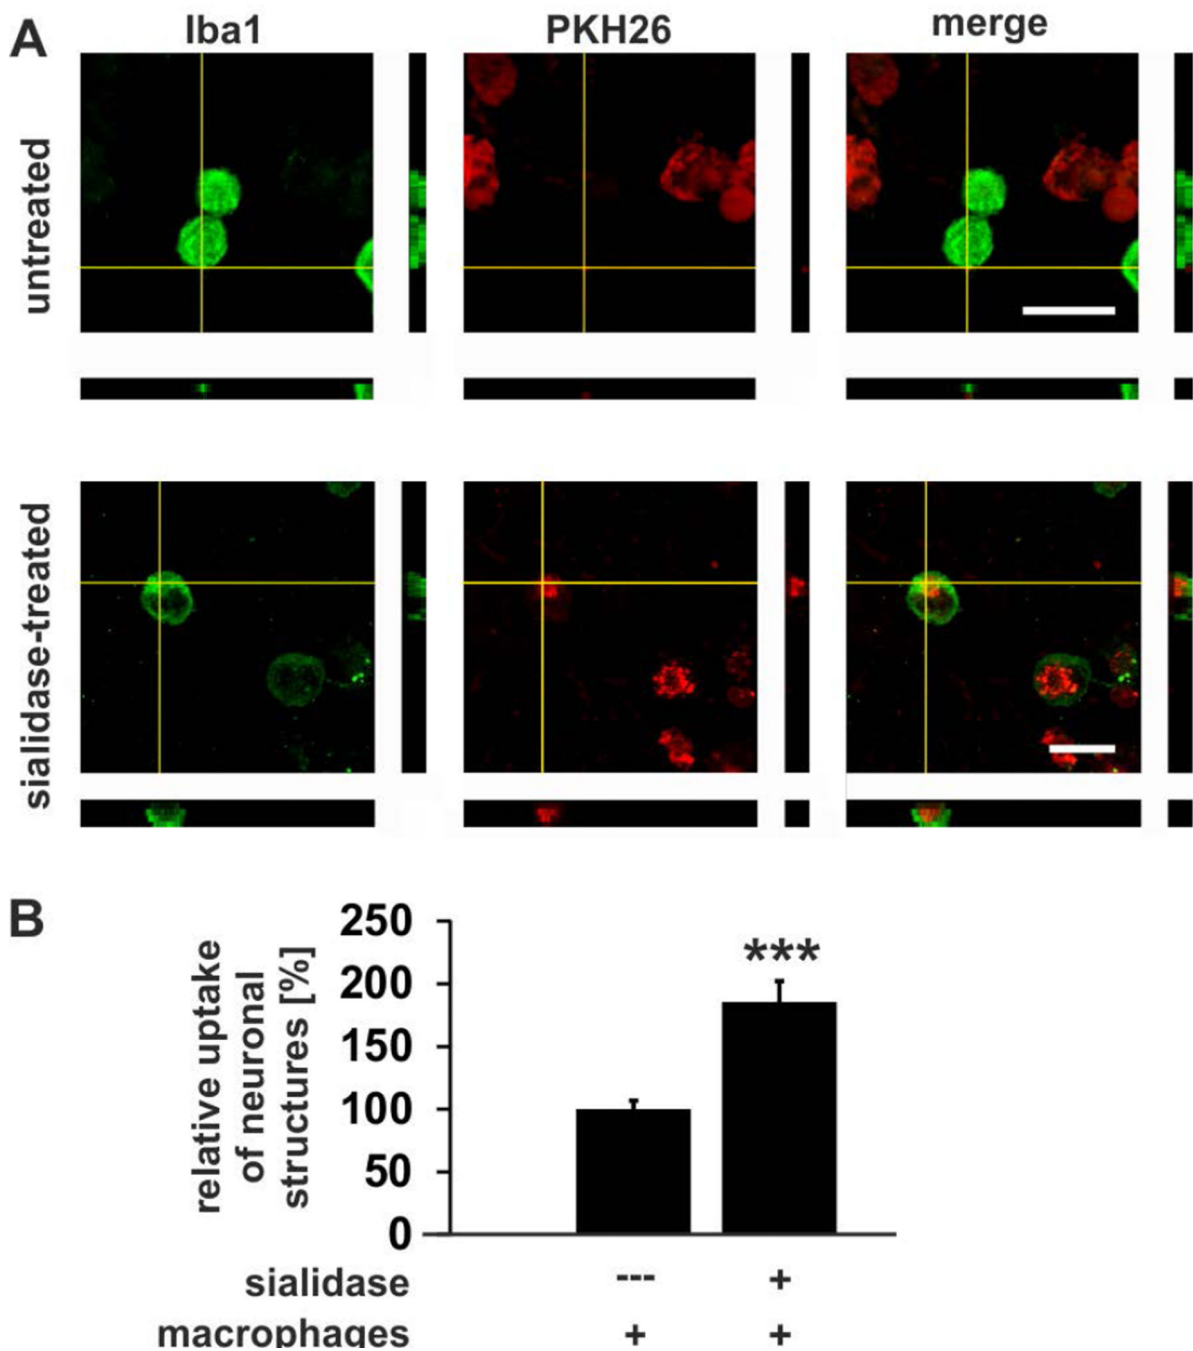 A
Iba1
PKH26
merge
untreated
sialidase-treated
B
relative uptake
of neuronal
structures [%]
250
200
150
100
50
0
***
sialidase
---
+
macrophages
+
+